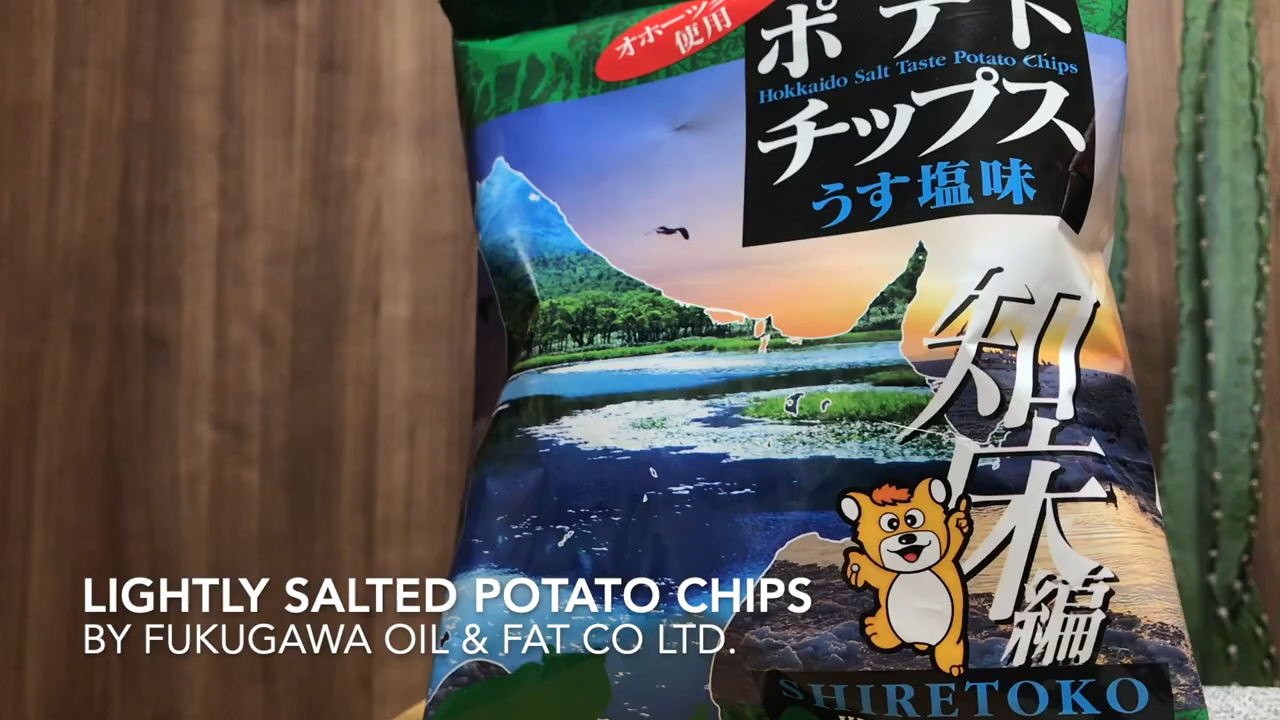 オホーツク
使用
ポテト
Hokkaido Salt Taste Potato Chips
チップス
うす塩味
知床編
LIGHTLY SALTED POTATO CHIPS
BY FUKUGAWA OIL & FAT CO LTD.
SHIRETOKO